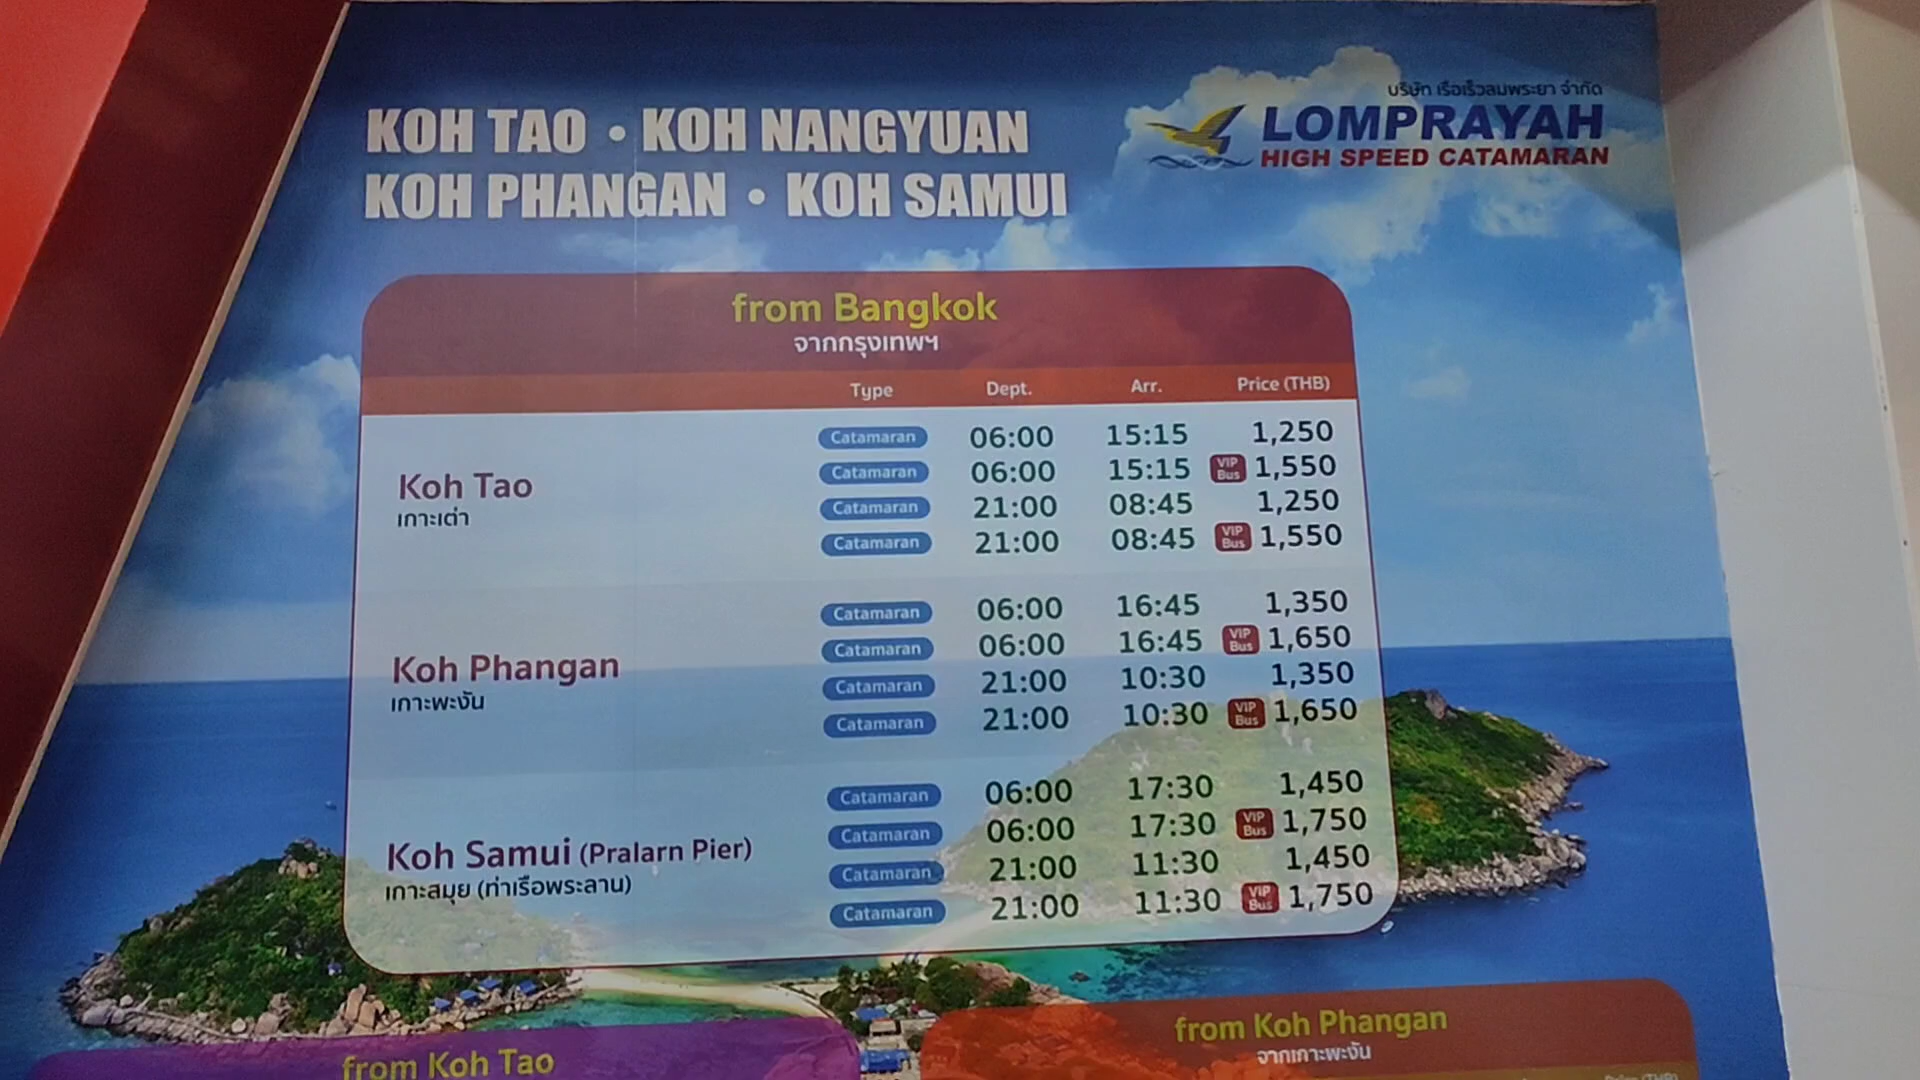 KOH TAO • KOH NANGYUAN
KOH PHANGAN • KOH SAMUI
บริษัท เรือเร็วลมพระยา จำกัด
LOMPRAYAH
HIGH SPEED CATAMARAN
from Bangkok
จากกรุงเทพฯ
Type Dept. Arr. Price (THB)
Koh Tao
เกาะเต่า
Catamaran 06:00 15:15 1,250
Catamaran 06:00 15:15 VIP Bus 1,550
Catamaran 21:00 08:45 1,250
Catamaran 21:00 08:45 VIP Bus 1,550
Koh Phangan
เกาะพะงัน
Catamaran 06:00 16:45 1,350
Catamaran 06:00 16:45 VIP Bus 1,650
Catamaran 21:00 10:30 1,350
Catamaran 21:00 10:30 VIP Bus 1,650
Koh Samui (Pralarn Pier)
เกาะสมุย (ท่าเรือพระลาน)
Catamaran 06:00 17:30 1,450
Catamaran 06:00 17:30 VIP Bus 1,750
Catamaran 21:00 11:30 1,450
Catamaran 21:00 11:30 VIP Bus 1,750
from Koh Tao
from Koh Phangan
จากเกาะพะงัน
Price (THB)